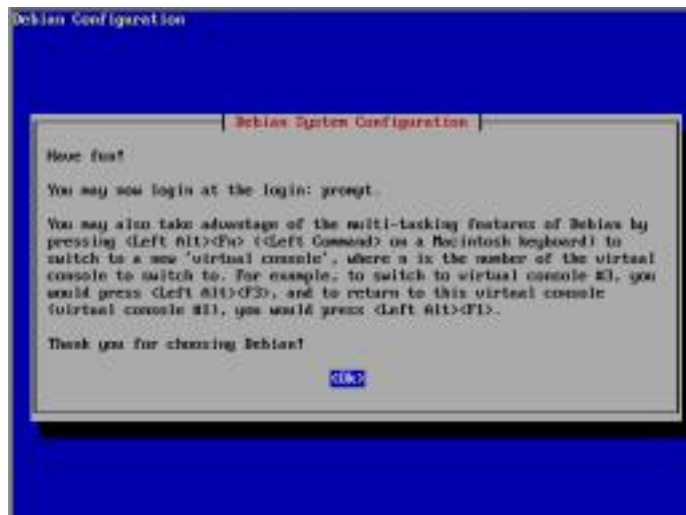 Debian Configuration
Debian System Configuration
Have fun!
You may now login at the login: prompt.
You may also take advantage of the multi-tasking features of Debian by
pressing <Left Alt><Fn> (<Left Command> on a Macintosh keyboard) to
switch to a new 'virtual console', where n is the number of the virtual
console to switch to. For example, to switch to virtual console #3, you
would press <Left Alt><F3>, and to return to this virtual console
(virtual console #1), you would press <Left Alt><F1>.
Thank you for choosing Debian!
<Ok>